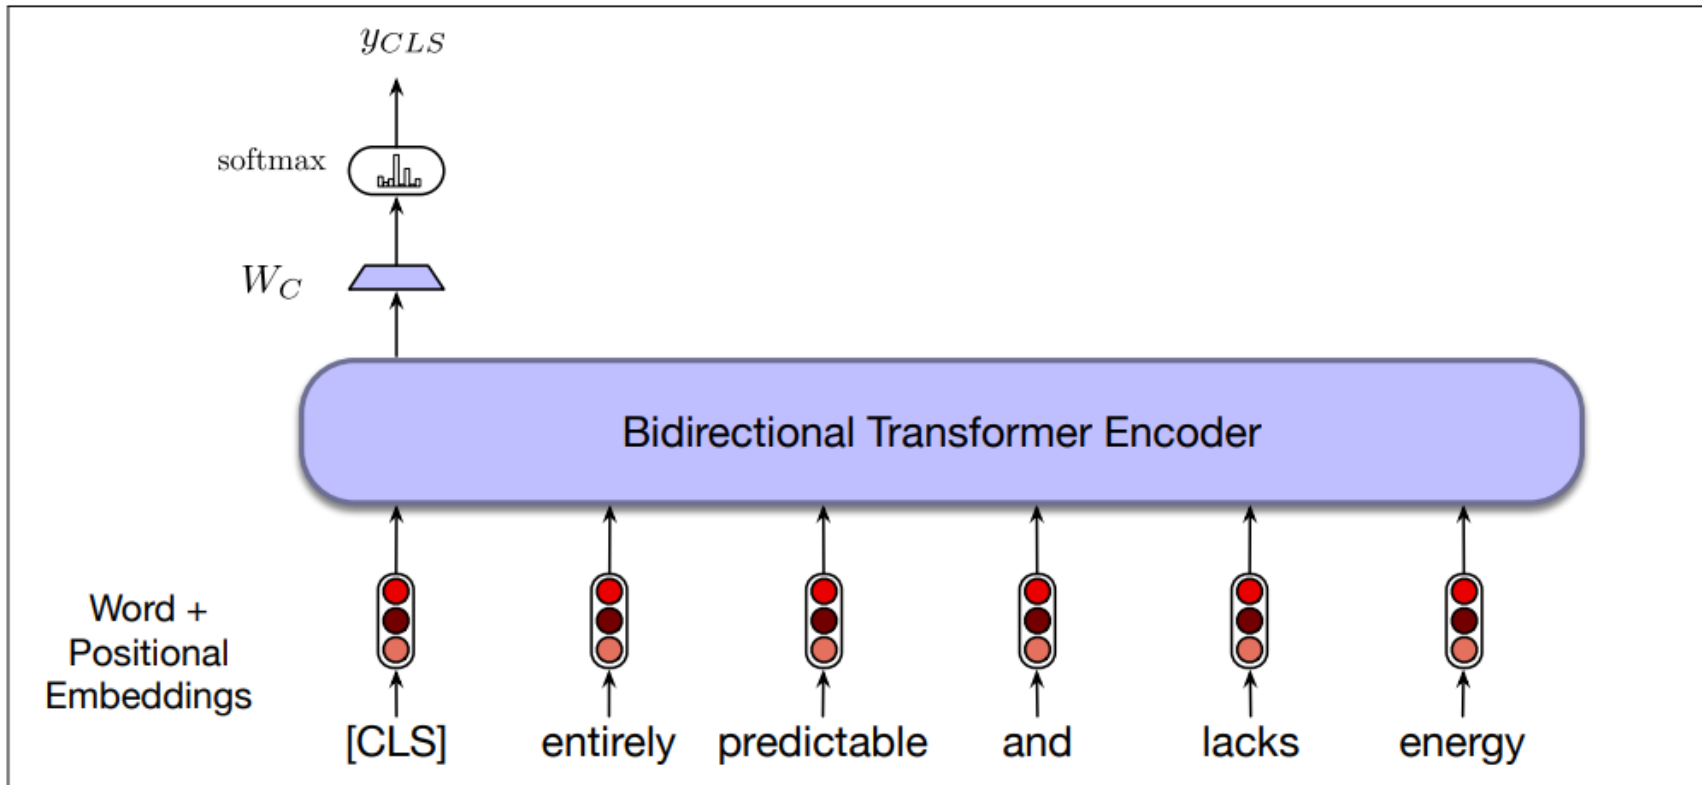 yCLS
softmax
WC
Bidirectional Transformer Encoder
Word +
Positional
Embeddings
[CLS] entirely predictable and lacks energy